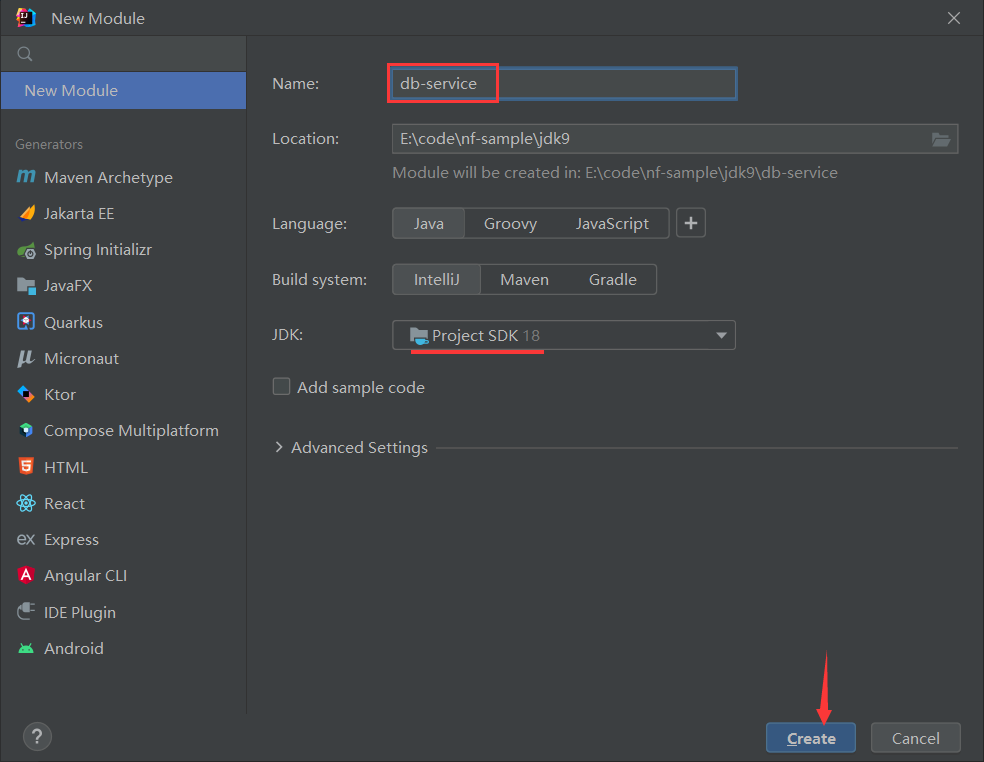 New Module
New Module
Generators
Maven Archetype
Jakarta EE
Spring Initializr
JavaFX
Quarkus
Micronaut
Ktor
Compose Multiplatform
HTML
React
ex Express
Angular CLI
IDE Plugin
Android
Name: db-service
Location: E:\code\nf-sample\jdk9
Module will be created in: E:\code\nf-sample\jdk9\db-service
Language: Java Groovy JavaScript +
Build system: IntelliJ Maven Gradle
JDK: Project SDK 18
Add sample code
Advanced Settings
? Create Cancel